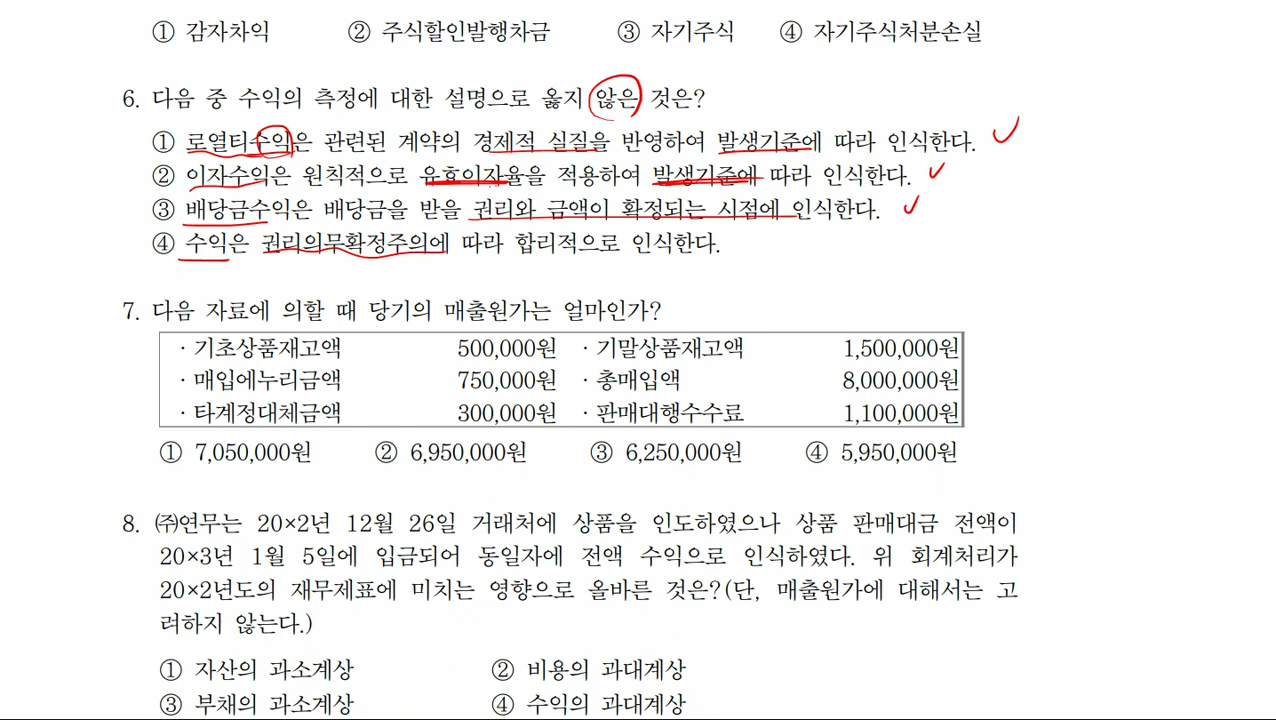 ① 감자차익 ② 주식할인발행차금 ③ 자기주식 ④ 자기주식처분손실
6. 다음 중 수익의 측정에 대한 설명으로 옳지 않은 것은?
① 로열티수익은 관련된 계약의 경제적 실질을 반영하여 발생기준에 따라 인식한다.
② 이자수익은 원칙적으로 유효이자율을 적용하여 발생기준에 따라 인식한다.
③ 배당금수익은 배당금을 받을 권리와 금액이 확정되는 시점에 인식한다.
④ 수익은 권리의무확정주의에 따라 합리적으로 인식한다.
7. 다음 자료에 의할 때 당기의 매출원가는 얼마인가?
· 기초상품재고액 500,000원 · 기말상품재고액 1,500,000원
· 매입에누리금액 750,000원 · 총매입액 8,000,000원
· 타계정대체금액 300,000원 · 판매대행수수료 1,100,000원
① 7,050,000원 ② 6,950,000원 ③ 6,250,000원 ④ 5,950,000원
8. ㈜연무는 20×2년 12월 26일 거래처에 상품을 인도하였으나 상품 판매대금 전액이
20×3년 1월 5일에 입금되어 동일자에 전액 수익으로 인식하였다. 위 회계처리가
20×2년도의 재무제표에 미치는 영향으로 올바른 것은?(단, 매출원가에 대해서는 고
려하지 않는다.)
① 자산의 과소계상 ② 비용의 과대계상
③ 부채의 과소계상 ④ 수익의 과대계상